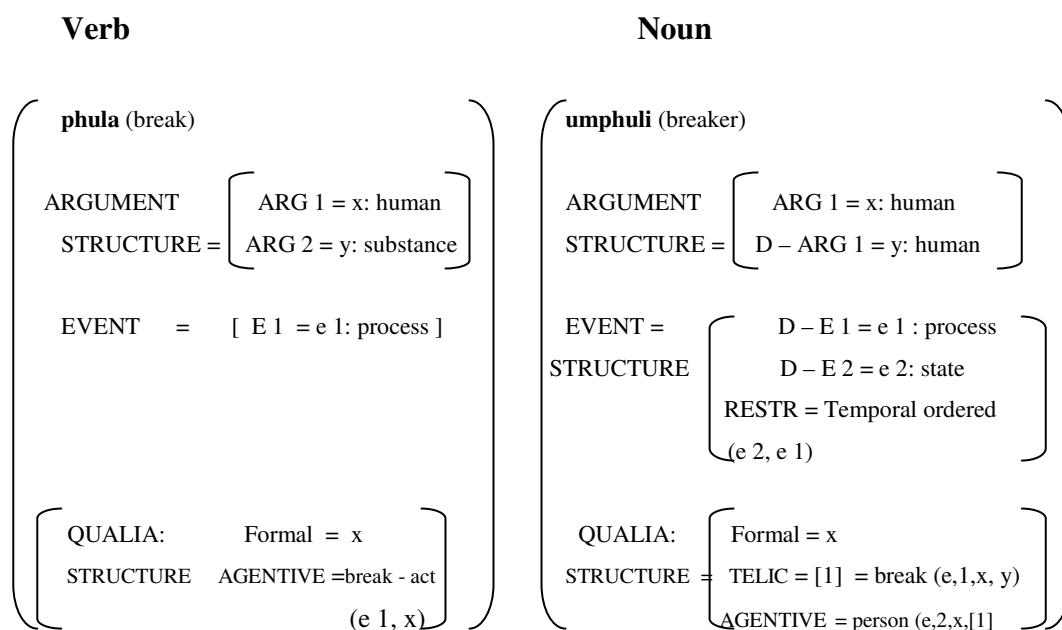 Verb Noun
phula (break)
ARGUMENT ARG 1 = x: human
STRUCTURE = ARG 2 = y: substance
EVENT = [ E 1 = e 1: process ]
QUALIA: Formal = x
STRUCTURE AGENTIVE =break - act
(e 1, x)
umphuli (breaker)
ARGUMENT ARG 1 = x: human
STRUCTURE = D – ARG 1 = y: human
EVENT = D – E 1 = e 1 : process
STRUCTURE D – E 2 = e 2: state
RESTR = Temporal ordered
(e 2, e 1)
QUALIA: Formal = x
STRUCTURE = TELIC = [1] = break (e,1,x, y)
AGENTIVE = person (e,2,x,[1]